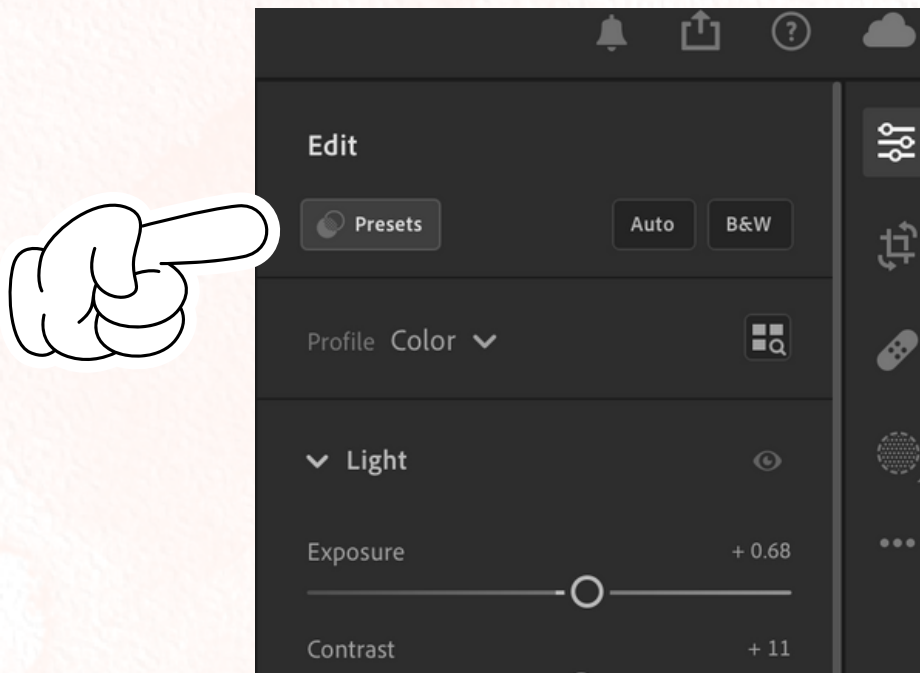 Edit
Presets Auto B&W
Profile Color
Light
Exposure + 0.68
Contrast + 11